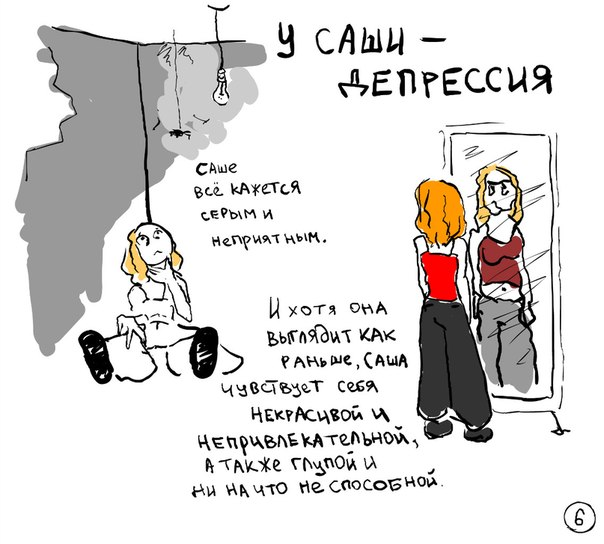 У САШИ –
ДЕПРЕССИЯ
САШЕ
ВСЁ КАЖЕТСЯ
СЕРЫМ И
НЕПРИЯТНЫМ.
И ХОТЯ ОНА
ВЫГЛЯДИТ КАК
РАНЬШЕ, САША
ЧУВСТВУЕТ СЕБЯ
НЕКРАСИВОЙ И
НЕПРИВЛЕКАТЕЛЬНОЙ,
А ТАКЖЕ ГЛУПОЙ И
НИ НА ЧТО НЕ СПОСОБНОЙ.
6